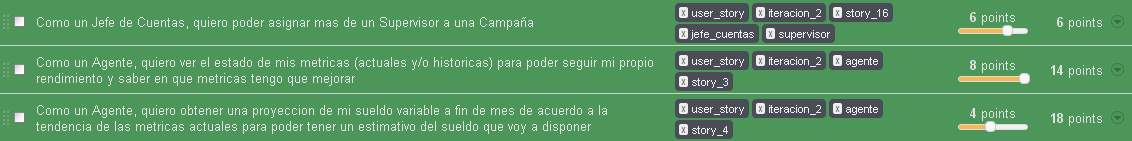 Como un Jefe de Cuentas, quiero poder asignar mas de un Supervisor a una Campaña
x user_story x iteracion_2 x story_16
x jefe_cuentas x supervisor
6 points
6 points
Como un Agente, quiero ver el estado de mis metricas (actuales y/o historicas) para poder seguir mi propio
rendimiento y saber en que metricas tengo que mejorar
x user_story x iteracion_2 x agente
x story_3
8 points
14 points
Como un Agente, quiero obtener una proyeccion de mi sueldo variable a fin de mes de acuerdo a la
tendencia de las metricas actuales para poder tener un estimativo del sueldo que voy a disponer
x user_story x iteracion_2 x agente
x story_4
4 points
18 points